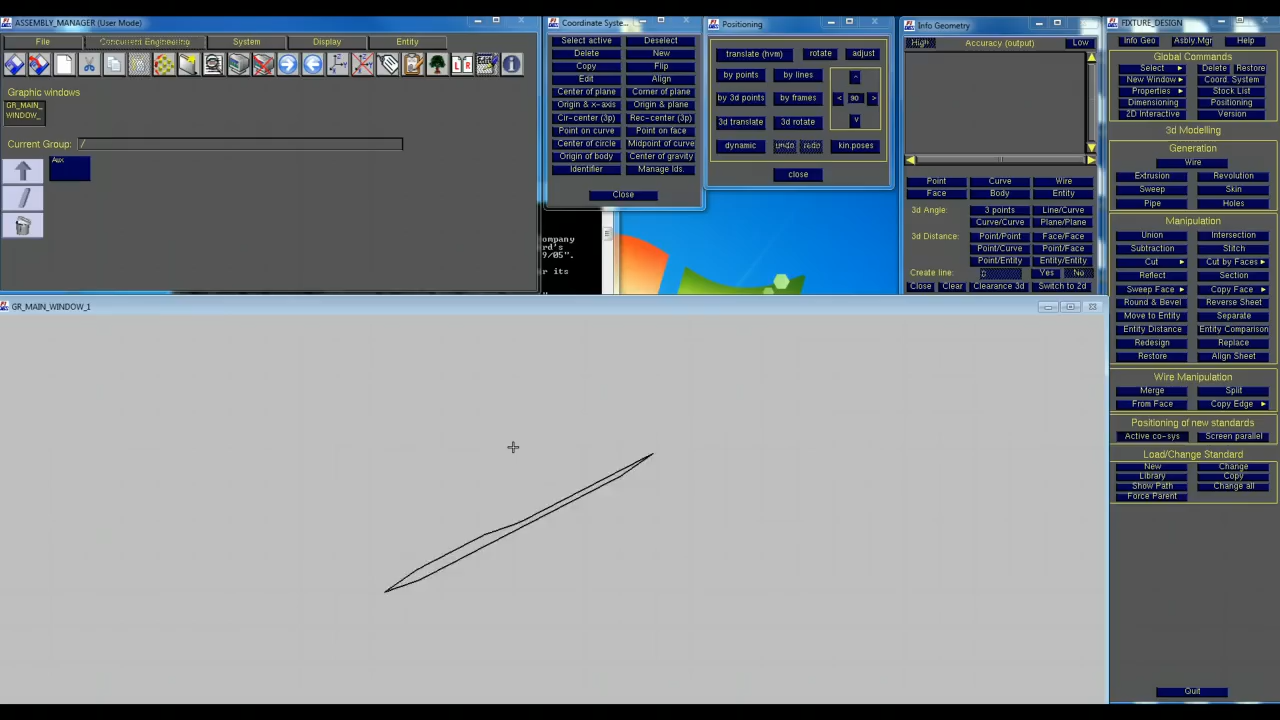 ASSEMBLY_MANAGER (User Mode)
File Concurrent Engineering System Display Entity
Graphic windows
GR_MAIN_
WINDOW_
Current Group: /
Aux
Coordinate Syste...
Select active Deselect
Delete New
Copy Flip
Edit Align
Center of plane Corner of plane
Origin & x-axis Origin & plane
Cir-center (3p) Rec-center (3p)
Point on curve Point on face
Center of circle Midpoint of curve
Origin of body Center of gravity
Identifier Manage Ids.
Close
ompany
rd's
9/05".
r its
Positioning
translate (hvm) rotate adjust
by points by lines ^
by 3d points by frames < 90 >
3d translate 3d rotate v
dynamic undo redo kin.poses
close
Info Geometry
High Accuracy (output) Low
Point Curve Wire
Face Body Entity
3d Angle: 3 points Line/Curve
Curve/Curve Plane/Plane
3d Distance: Point/Point Face/Face
Point/Curve Point/Face
Point/Entity Entity/Entity
Create line: Yes No
Close Clear Clearance 3d Switch to 2d
FIXTURE_DESIGN
Info Geo Asbly.Mgr Help
Global Commands
Select Delete Restore
New Window Coord. System
Properties Stock List
Dimensioning Positioning
2D Interactive Version
3d Modelling
Generation
Wire
Extrusion Revolution
Sweep Skin
Pipe Holes
Manipulation
Union Intersection
Subtraction Stitch
Cut Cut by Faces
Reflect Section
Sweep Face Copy Face
Round & Bevel Reverse Sheet
Move to Entity Separate
Entity Distance Entity Comparison
Redesign Replace
Restore Align Sheet
Wire Manipulation
Merge Split
From Face Copy Edge
Positioning of new standards
Active co-sys Screen parallel
Load/Change Standard
New Change
Library Copy
Show Path Change all
Force Parent
Quit
GR_MAIN_WINDOW_1